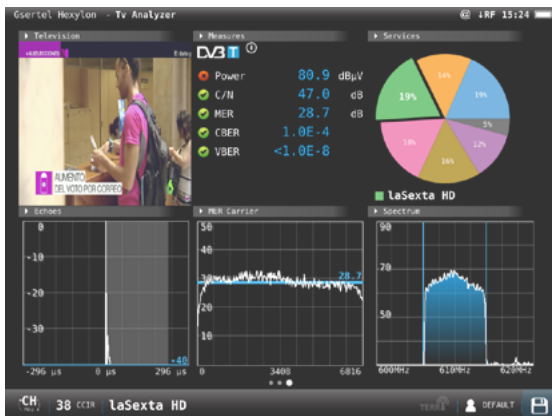 Gsertel Hexylon - Tv Analyzer
↓RF 15:24
Television
Measures
Services
DVB T
Power 80.9 dBµV
C/N 47.0 dB
MER 28.7 dB
CBER 1.0E-4
VBER <1.0E-8
AUMENTO
DEL VOTO POR CORREO
14%
19%
19%
5%
12%
16%
laSexta HD
Echoes
MER Carrier
Spectrum
0
-10
-20
-30
-40
-296 µs 0 µs 296 µs
50
40
30
20
10
28.7
0 3408 6816
90
70
50
600MHz 610MHz 620MHz
CH 38 CCIR laSexta HD
TERRA DEFAULT